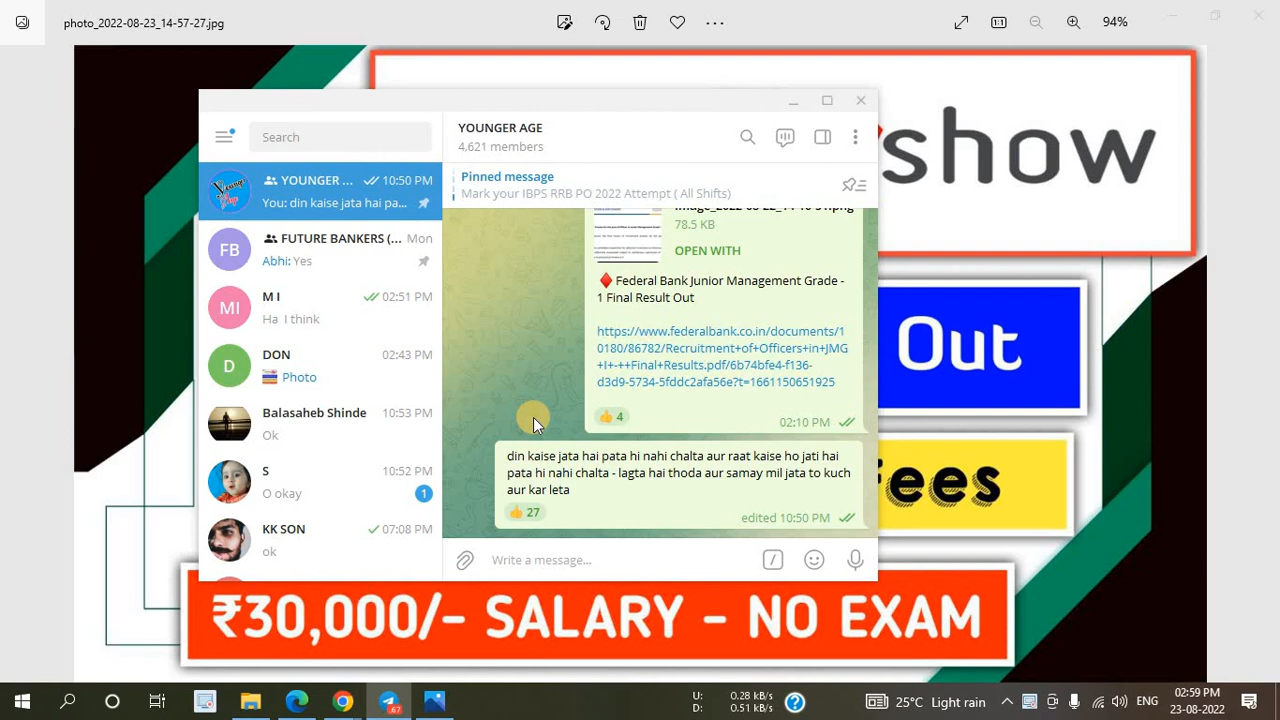 photo_2022-08-23_14-57-27.jpg
94%
show
Search
YOUNGER AGE
4,621 members
YOUNGER ... 10:50 PM
You: din kaise jata hai pa...
Pinned message
Mark your IBPS RRB PO 2022 Attempt ( All Shifts)
78.5 KB
OPEN WITH
FB
FUTURE BANKERS (... Mon
Abhi: Yes
🔶 Federal Bank Junior Management Grade -
1 Final Result Out
MI
M I 02:51 PM
Ha I think
https://www.federalbank.co.in/documents/1
0180/86782/Recruitment+of+Officers+in+JMG
+I+-++Final+Results.pdf/6b74bfe4-f136-
d3d9-5734-5fddc2afa56e?t=1661150651925
Out
D
DON 02:43 PM
Photo
👍 4
02:10 PM
Balasaheb Shinde 10:53 PM
Ok
din kaise jata hai pata hi nahi chalta aur raat kaise ho jati hai
pata hi nahi chalta - lagta hai thoda aur samay mil jata to kuch
aur kar leta
👍 27
edited 10:50 PM
S 10:52 PM
O okay 1
ees
KK SON 07:08 PM
ok
Write a message...
₹30,000/- SALARY - NO EXAM
67
U: 0.28 kB/s
D: 0.51 kB/s
25°C Light rain
ENG
02:59 PM
23-08-2022